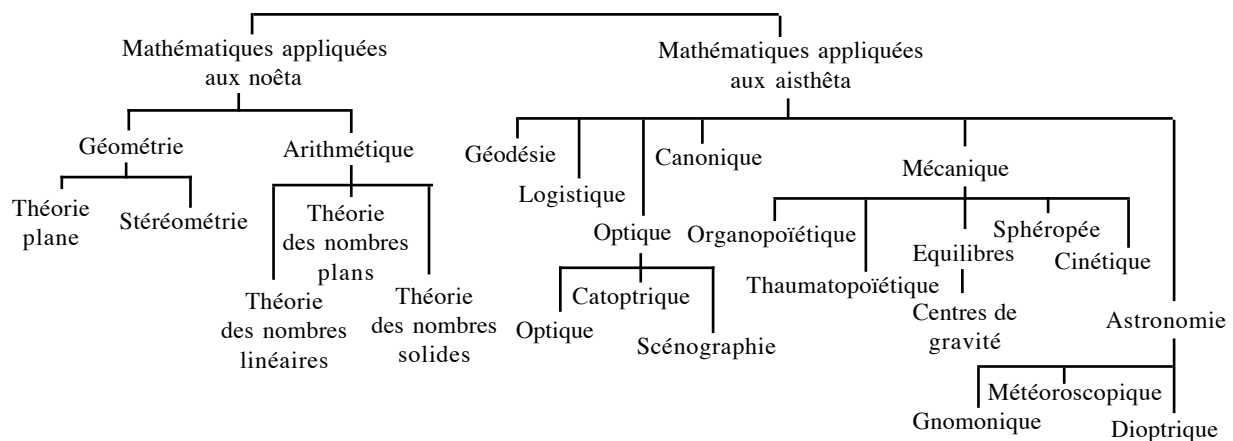 Mathématiques appliquées
aux noêta
Mathématiques appliquées
aux aisthêta
Géométrie
Arithmétique
Théorie
plane
Stéréométrie
Théorie
des nombres
linéaires
Théorie
des nombres
plans
Théorie
des nombres
solides
Géodésie
Logistique
Optique
Canonique
Mécanique
Astronomie
Optique
Catoptrique
Scénographie
Organopoïétique
Thaumatopoïétique
Equilibres
Centres de
gravité
Sphéropée
Cinétique
Gnomonique
Météoroscopique
Dioptrique